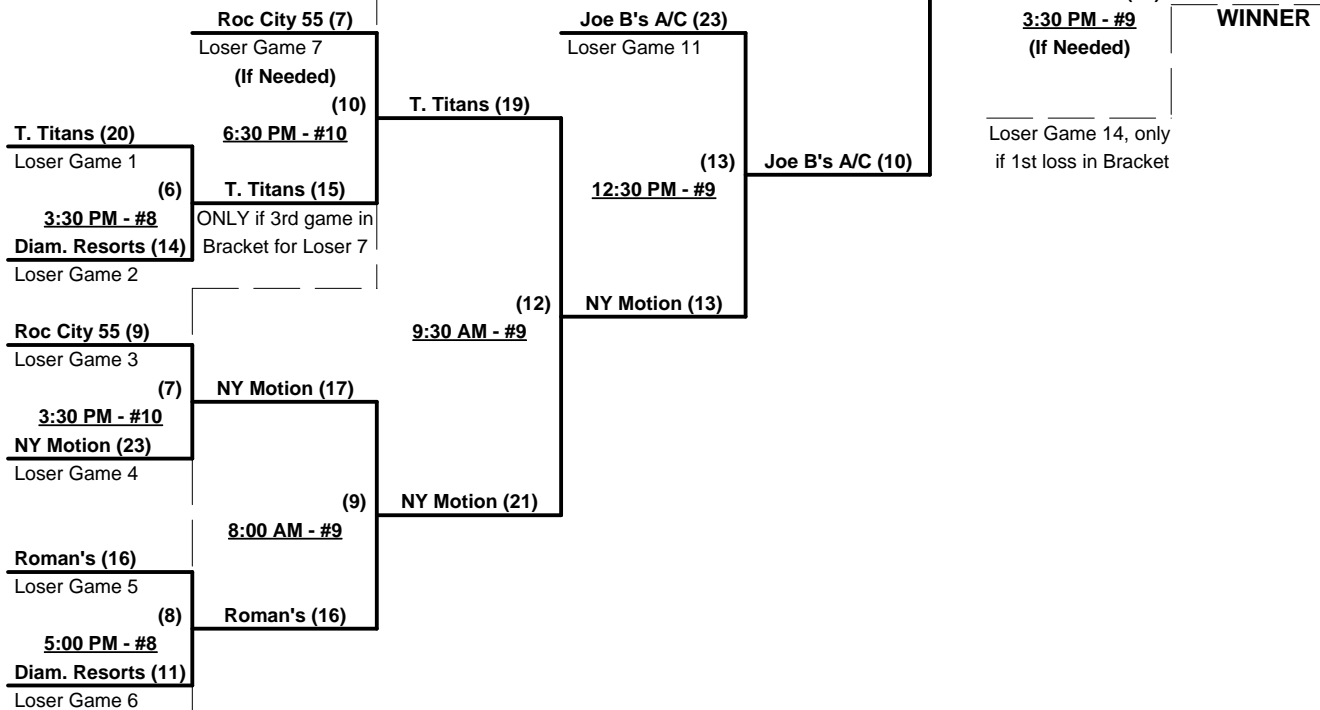 Roc City 55 (7)
Loser Game 7
(If Needed)
(10)
6:30 PM - #10
T. Titans (20)
Loser Game 1
(6)
3:30 PM - #8
Diam. Resorts (14)
Loser Game 2
T. Titans (15)
ONLY if 3rd game in
Bracket for Loser 7
Roc City 55 (9)
Loser Game 3
(7)
3:30 PM - #10
NY Motion (23)
Loser Game 4
NY Motion (17)
(9)
8:00 AM - #9
Roman's (16)
Loser Game 5
(8)
5:00 PM - #8
Diam. Resorts (11)
Loser Game 6
Roman's (16)
T. Titans (19)
(12)
9:30 AM - #9
NY Motion (21)
Joe B's A/C (23)
Loser Game 11
(13)
12:30 PM - #9
NY Motion (13)
Joe B's A/C (10)
3:30 PM - #9
(If Needed)
WINNER
Loser Game 14, only
if 1st loss in Bracket